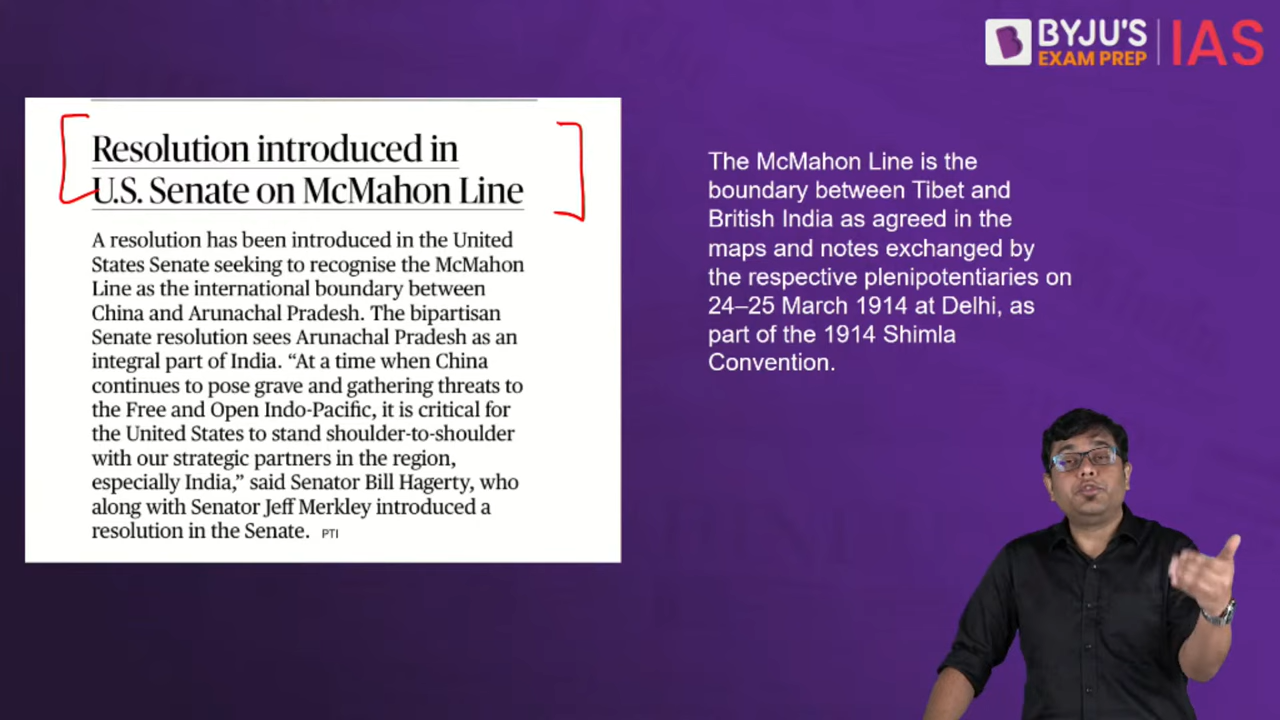 BYJU'S
EXAM PREP
IAS
Resolution introduced in
U.S. Senate on McMahon Line
A resolution has been introduced in the United
States Senate seeking to recognise the McMahon
Line as the international boundary between
China and Arunachal Pradesh. The bipartisan
Senate resolution sees Arunachal Pradesh as an
integral part of India. “At a time when China
continues to pose grave and gathering threats to
the Free and Open Indo-Pacific, it is critical for
the United States to stand shoulder-to-shoulder
with our strategic partners in the region,
especially India,” said Senator Bill Hagerty, who
along with Senator Jeff Merkley introduced a
resolution in the Senate. PTI
The McMahon Line is the
boundary between Tibet and
British India as agreed in the
maps and notes exchanged by
the respective plenipotentiaries on
24–25 March 1914 at Delhi, as
part of the 1914 Shimla
Convention.